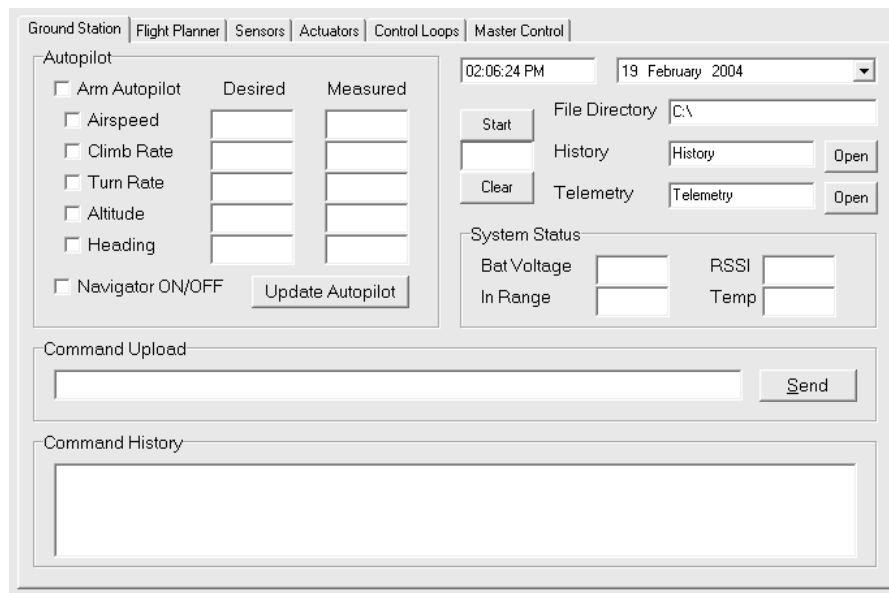 Ground Station Flight Planner Sensors Actuators Control Loops Master Control
Autopilot
Arm Autopilot Desired Measured
Airspeed
Climb Rate
Turn Rate
Altitude
Heading
Navigator ON/OFF Update Autopilot
02:06:24 PM 19 February 2004
Start
Clear
File Directory C:\
History History Open
Telemetry Telemetry Open
System Status
Bat Voltage RSSI
In Range Temp
Command Upload
Send
Command History